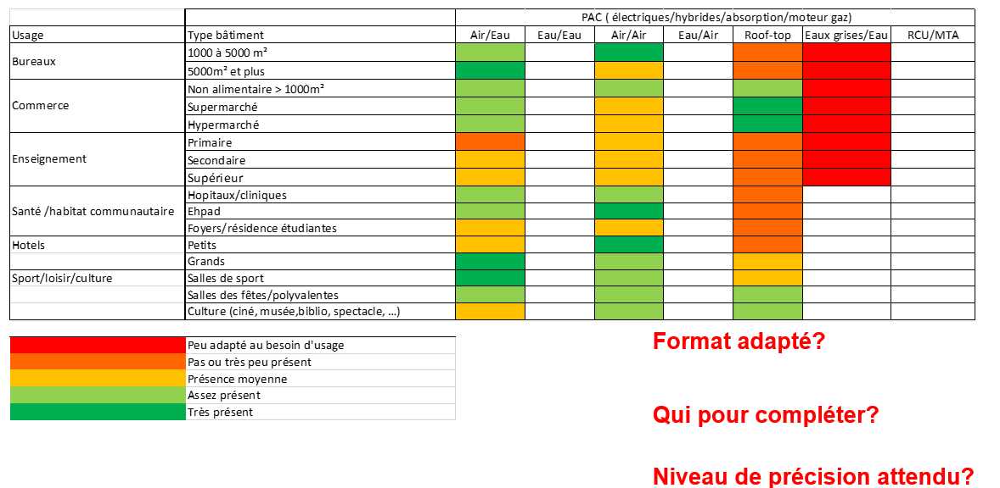 PAC ( électriques/hybrides/absorption/moteur gaz)
Usage Type bâtiment Air/Eau Eau/Eau Air/Air Eau/Air Roof-top Eaux grises/Eau RCU/MTA
Bureaux
1000 à 5000 m²
5000m² et plus
Commerce
Non alimentaire > 1000m²
Supermarché
Hypermarché
Enseignement
Primaire
Secondaire
Supérieur
Santé /habitat communautaire
Hopitaux/cliniques
Ehpad
Foyers/résidence étudiantes
Hotels Petits
Grands
Sport/loisir/culture Salles de sport
Salles des fêtes/polyvalentes
Culture (ciné, musée,biblio, spectacle, ...)
Peu adapté au besoin d'usage
Pas ou très peu présent
Présence moyenne
Assez présent
Très présent
Format adapté?
Qui pour compléter?
Niveau de précision attendu?